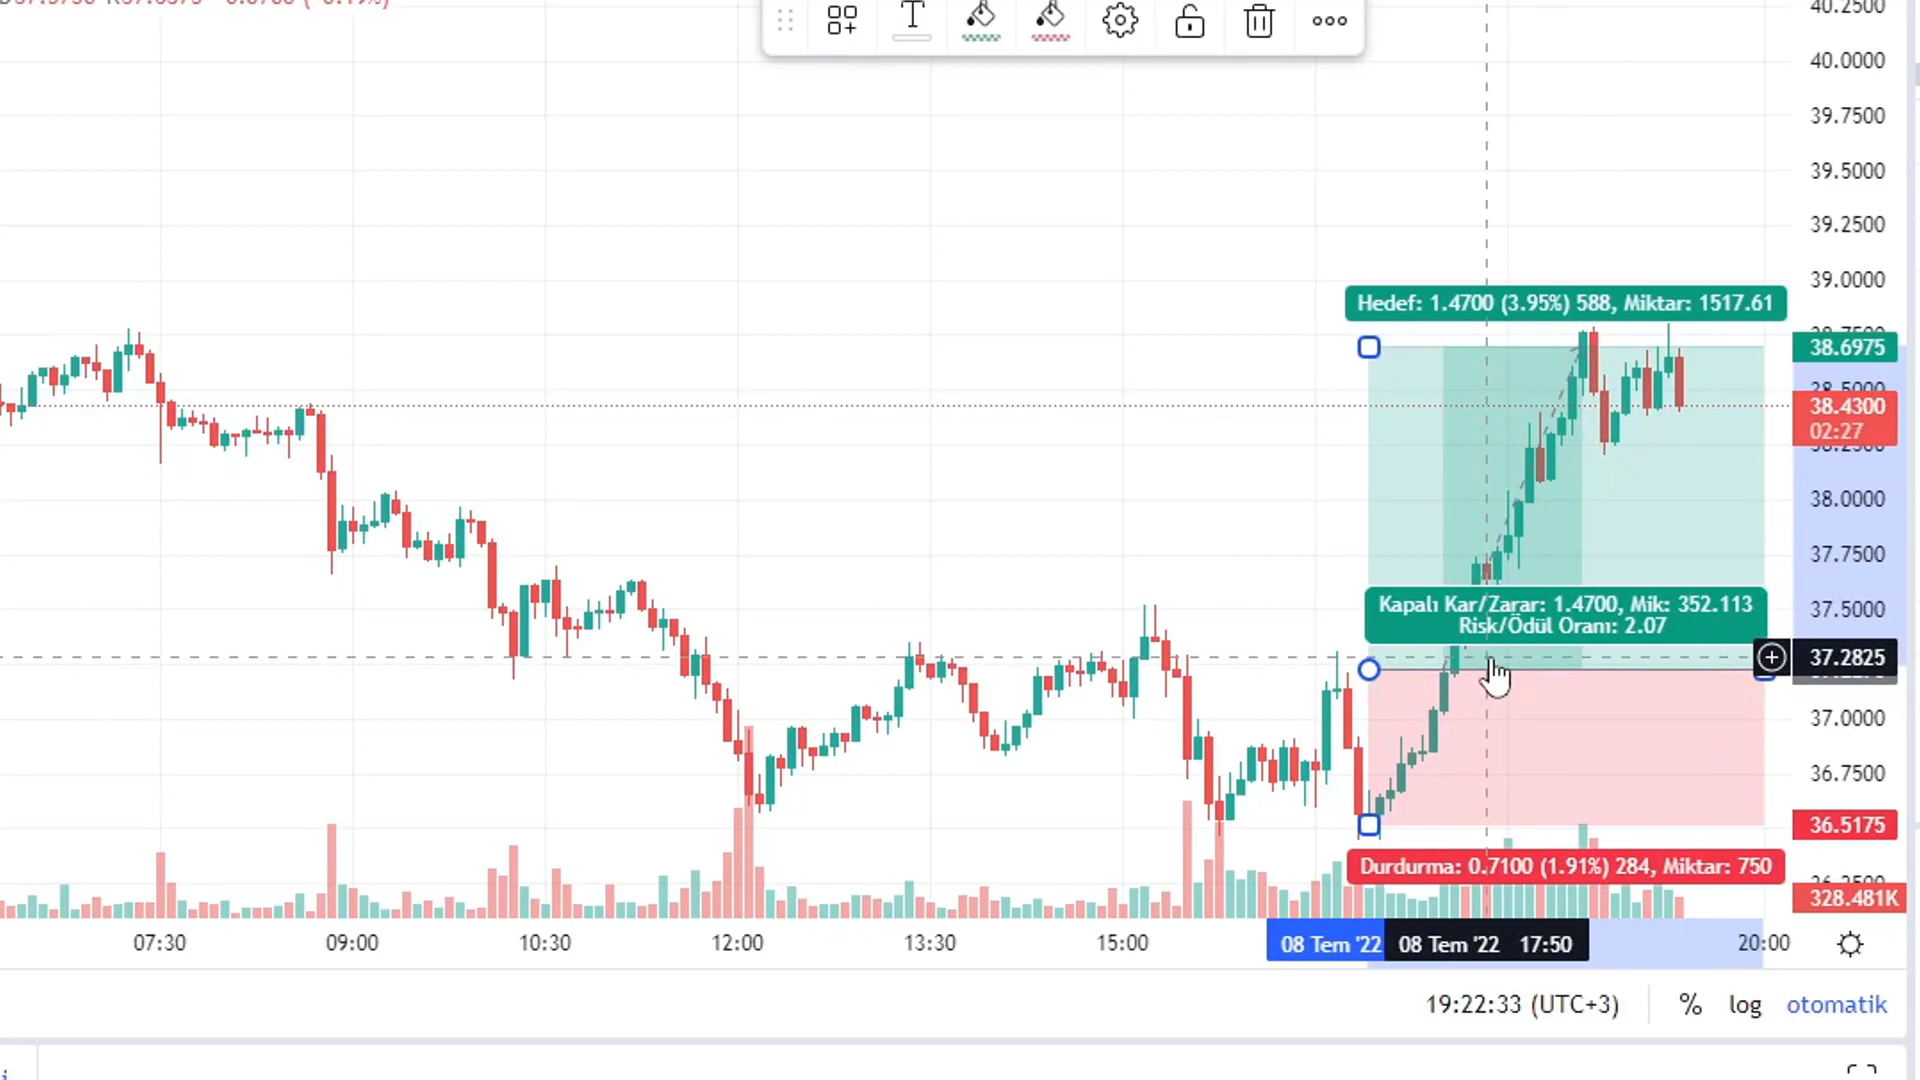 40.2500
40.0000
39.7500
39.5000
39.2500
39.0000
Hedef: 1.4700 (3.95%) 588, Miktar: 1517.61
38.6975
38.4300
02:27
38.0000
37.7500
Kapalı Kar/Zarar: 1.4700, Mik: 352.113
Risk/Ödül Oranı: 2.07
37.5000
37.2825
37.0000
36.7500
36.5175
Durdurma: 0.7100 (1.91%) 284, Miktar: 750
328.481K
07:30 09:00 10:30 12:00 13:30 15:00 08 Tem '22 08 Tem '22 17:50 20:00
19:22:33 (UTC+3) % log otomatik